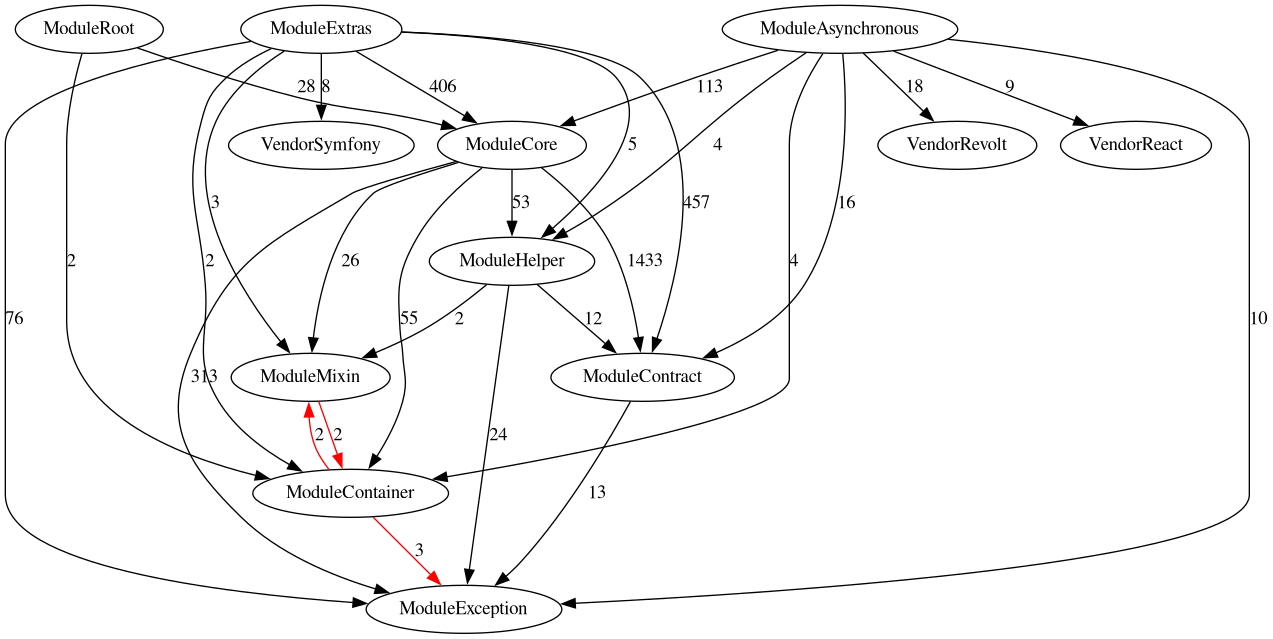 ModuleRoot
ModuleExtras
ModuleAsynchronous
28
8
406
113
18
9
VendorSymfony
ModuleCore
VendorRevolt
VendorReact
5
4
3
53
457
16
2
2
26
ModuleHelper
1433
4
76
55
2
12
10
313
ModuleMixin
ModuleContract
2
2
24
ModuleContainer
13
3
ModuleException